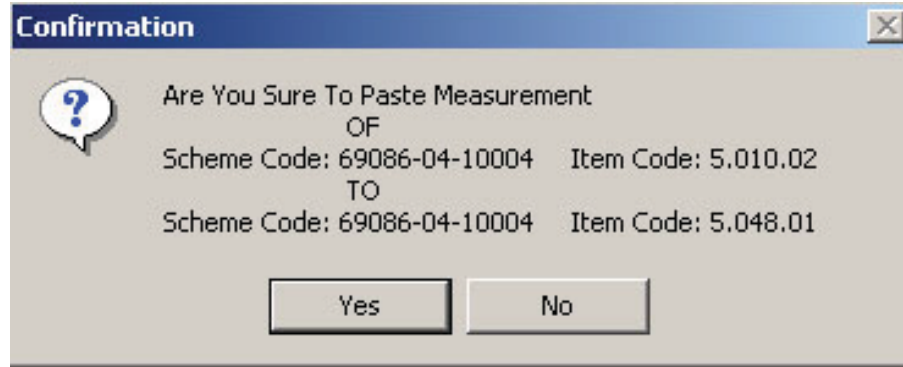 Confirmation
Are You Sure To Paste Measurement
OF
Scheme Code: 69086-04-10004 Item Code: 5.010.02
TO
Scheme Code: 69086-04-10004 Item Code: 5.048.01
Yes No